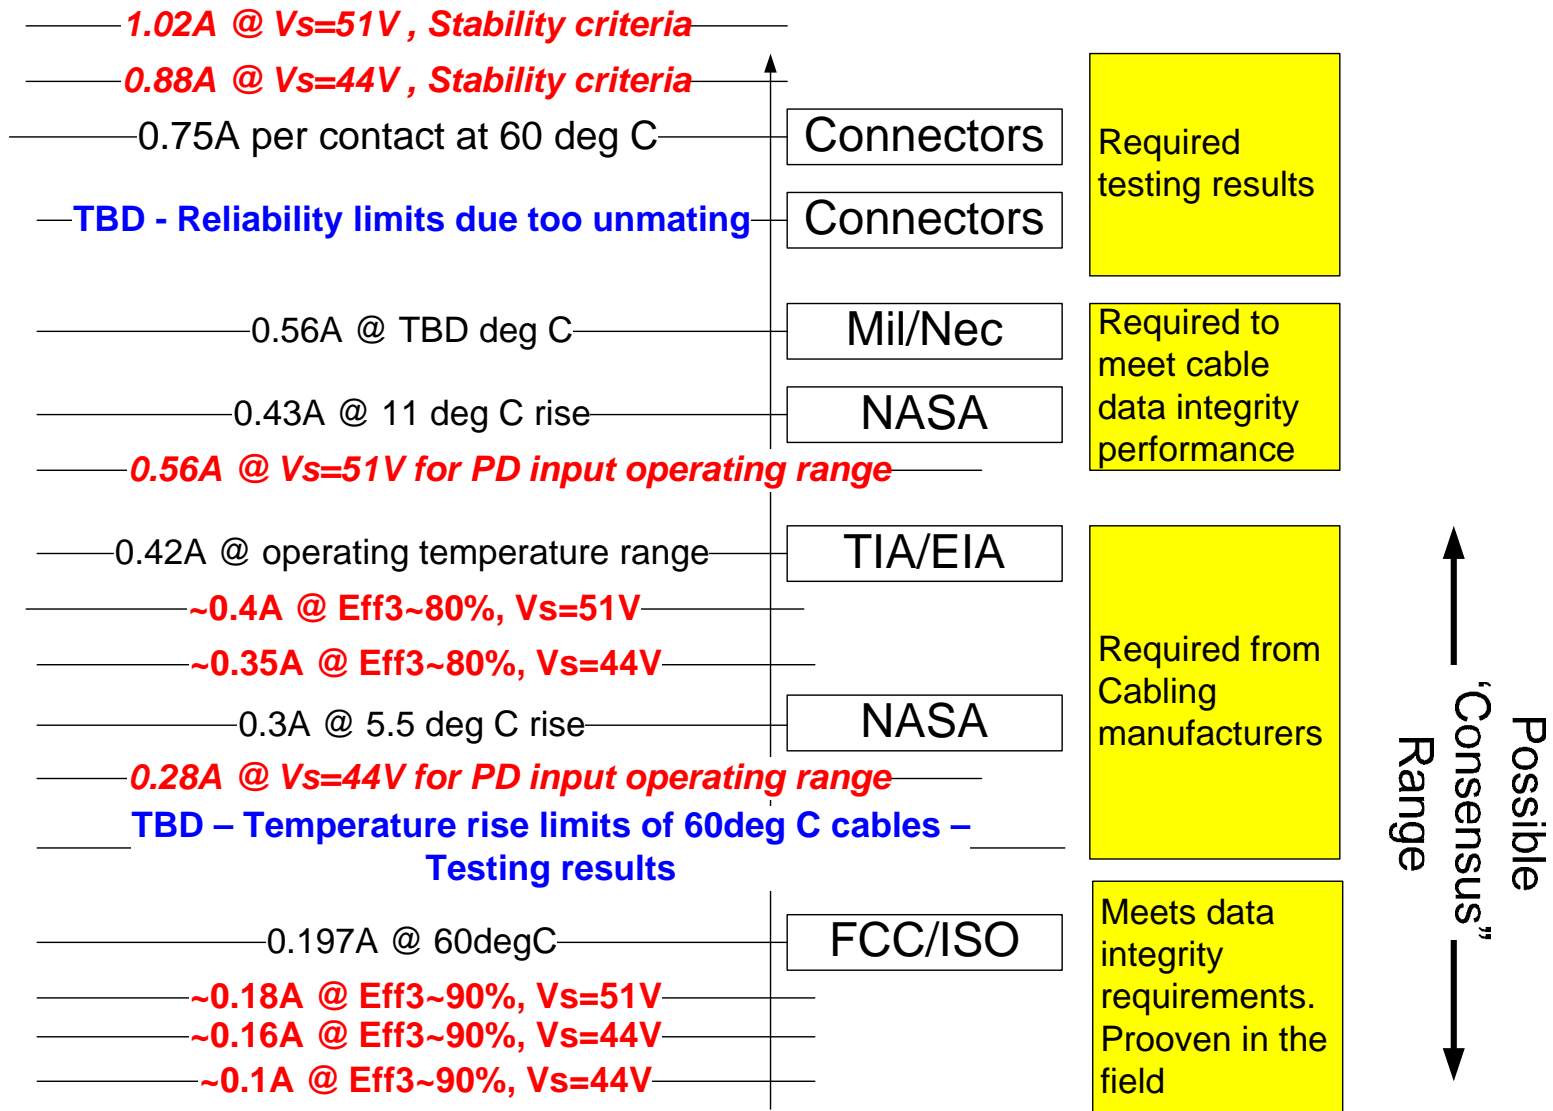 1.02A @ Vs=51V , Stability criteria
0.88A @ Vs=44V , Stability criteria
0.75A per contact at 60 deg C
Connectors
TBD - Reliability limits due too unmating
Connectors
Required
testing results
0.56A @ TBD deg C
Mil/Nec
0.43A @ 11 deg C rise
NASA
Required to
meet cable
data integrity
performance
0.56A @ Vs=51V for PD input operating range
0.42A @ operating temperature range
TIA/EIA
~0.4A @ Eff3~80%, Vs=51V
~0.35A @ Eff3~80%, Vs=44V
0.3A @ 5.5 deg C rise
NASA
0.28A @ Vs=44V for PD input operating range
TBD – Temperature rise limits of 60deg C cables –
Testing results
Required from
Cabling
manufacturers
Possible
‘Consensus”
Range
0.197A @ 60degC
FCC/ISO
~0.18A @ Eff3~90%, Vs=51V
~0.16A @ Eff3~90%, Vs=44V
~0.1A @ Eff3~90%, Vs=44V
Meets data
integrity
requirements.
Prooven in the
field